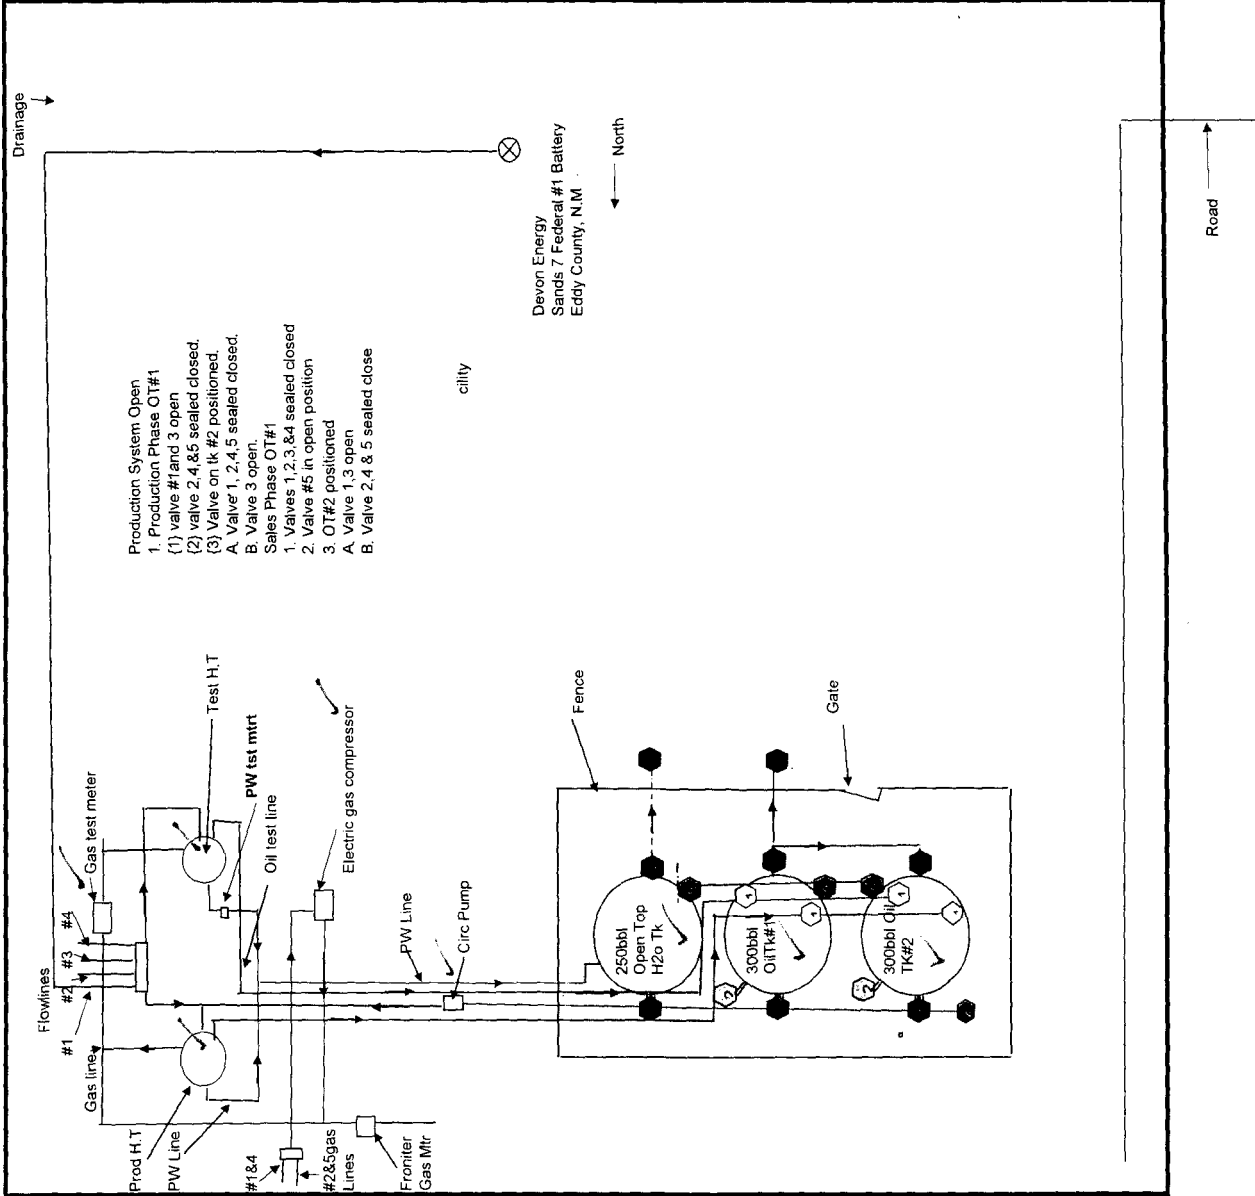 Drainage
North
Devon Energy
Sands 7 Federal #1 Battery
Eddy County, N.M
Road
Production System Open
1. Production Phase OT#1
{1} valve #1and 3 open
{2} valve 2,4,&5 sealed closed.
{3} Valve on tk #2 positioned.
A. Valve 1, 2,4,5 sealed closed.
B. Valve 3 open.
Sales Phase OT#1
1. Valves 1,2,3,&4 sealed closed
2. Valve #5 in open position
3. OT#2 positioned
A. Valve 1,3 open
B. Valve 2,4 & 5 sealed close
cility
Test H.T
PW tst mtrt
Oil test line
Electric gas compressor
Gas test meter
Flowlines
#1
#2
#3
#4
Gas line
Prod H.T
PW Line
#1&4
#2&5gas
Lines
Froniter
Gas Mtr
PW Line
Circ Pump
Fence
Gate
250bbl
Open Top
H2o Tk
300bbl
OilTk#1
300bbl Oil
TK#2
1
1
1
1
2
2